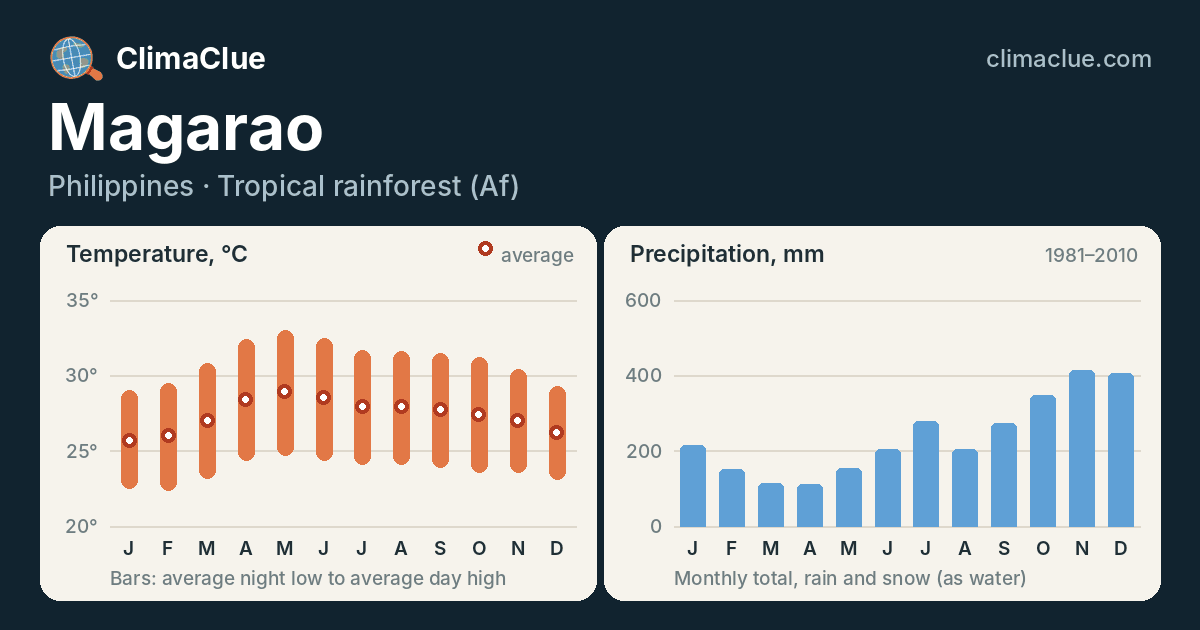 ClimaClue
climaclue.com
Magarao
Philippines · Tropical rainforest (Af)
Temperature, °C
average
35°
30°
25°
20°
J F M A M J J A S O N D
Bars: average night low to average day high
Precipitation, mm
1981–2010
600
400
200
0
J F M A M J J A S O N D
Monthly total, rain and snow (as water)